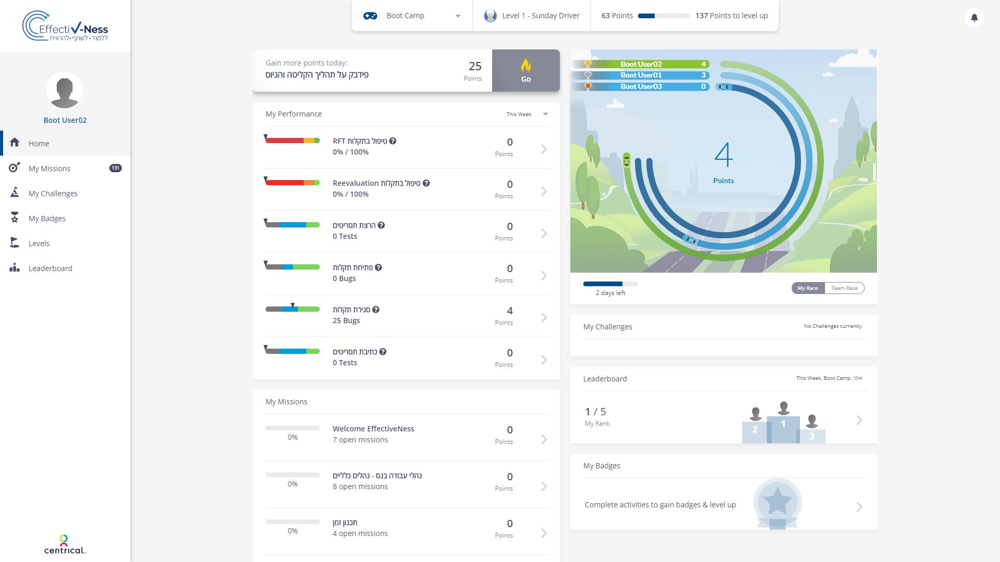 Effecti✓-Ness
ללמוד•לשתף•להרוויח
Boot Camp
Level 1 - Sunday Driver
63 Points
137 Points to level up
Boot User02
Home
My Missions
131
My Challenges
My Badges
Levels
Leaderboard
centrical
Gain more points today:
פידבק על תהליך הקליטה והגיוס
25
Points
Go
My Performance
This Week
RFT טיפול בתקלות
0% / 100%
0
Points
Reevaluation טיפול בתקלות
0% / 100%
0
Points
הרצת תסריטים
0 Tests
0
Points
פתיחת תקלות
0 Bugs
0
Points
סגירת תקלות
25 Bugs
4
Points
כתיבת תסריטים
0 Tests
0
Points
My Missions
0%
Welcome EffectiveNess
7 open missions
0
Points
0%
נהלי עבודה בנס - נהלים כלליים
8 open missions
0
Points
0%
תכנון זמן
4 open missions
0
Points
Boot User02 4
Boot User01 3
Boot User03 0
4
Points
2 days left
My Race
Team Race
My Challenges
No Challenges currently
Leaderboard
This Week, Boot Camp, אתר
1 / 5
My Rank
2
1
3
My Badges
Complete activities to gain badges & level up